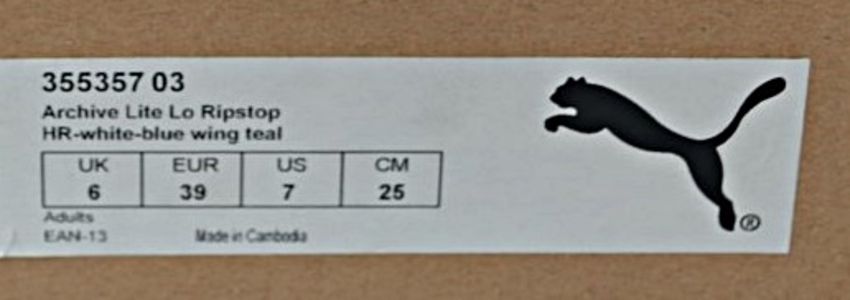 355357 03
Archive Lite Lo Ripstop
HR-white-blue wing teal
UK EUR US CM
6 39 7 25
Adults
EAN-13 Made in Cambodia
®